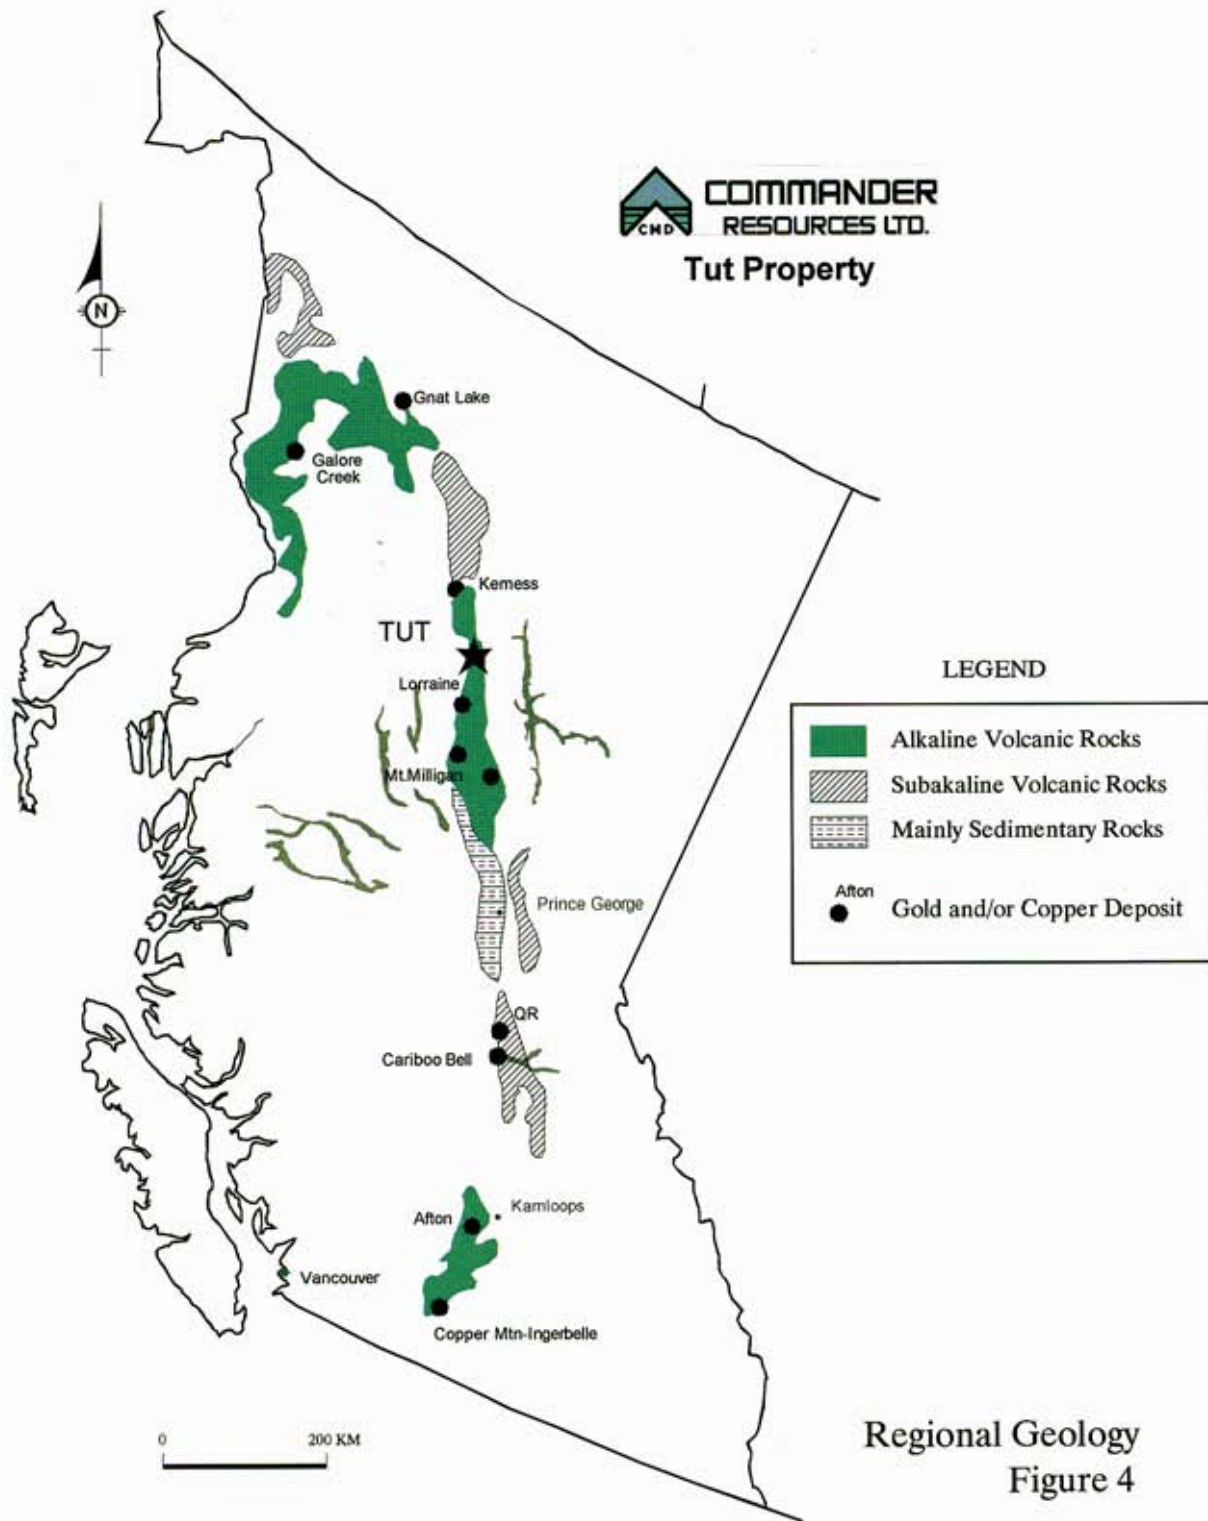 COMMANDER
RESOURCES LTD.
CMD
Tut Property
N
Gnat Lake
Galore
Creek
Kemess
TUT
Lorraine
Mt.Milligan
Prince George
QR
Cariboo Bell
Afton
Kamloops
Vancouver
Copper Mtn-Ingerbelle
LEGEND
Alkaline Volcanic Rocks
Subakaline Volcanic Rocks
Mainly Sedimentary Rocks
Afton
Gold and/or Copper Deposit
0 200 KM
Regional Geology
Figure 4